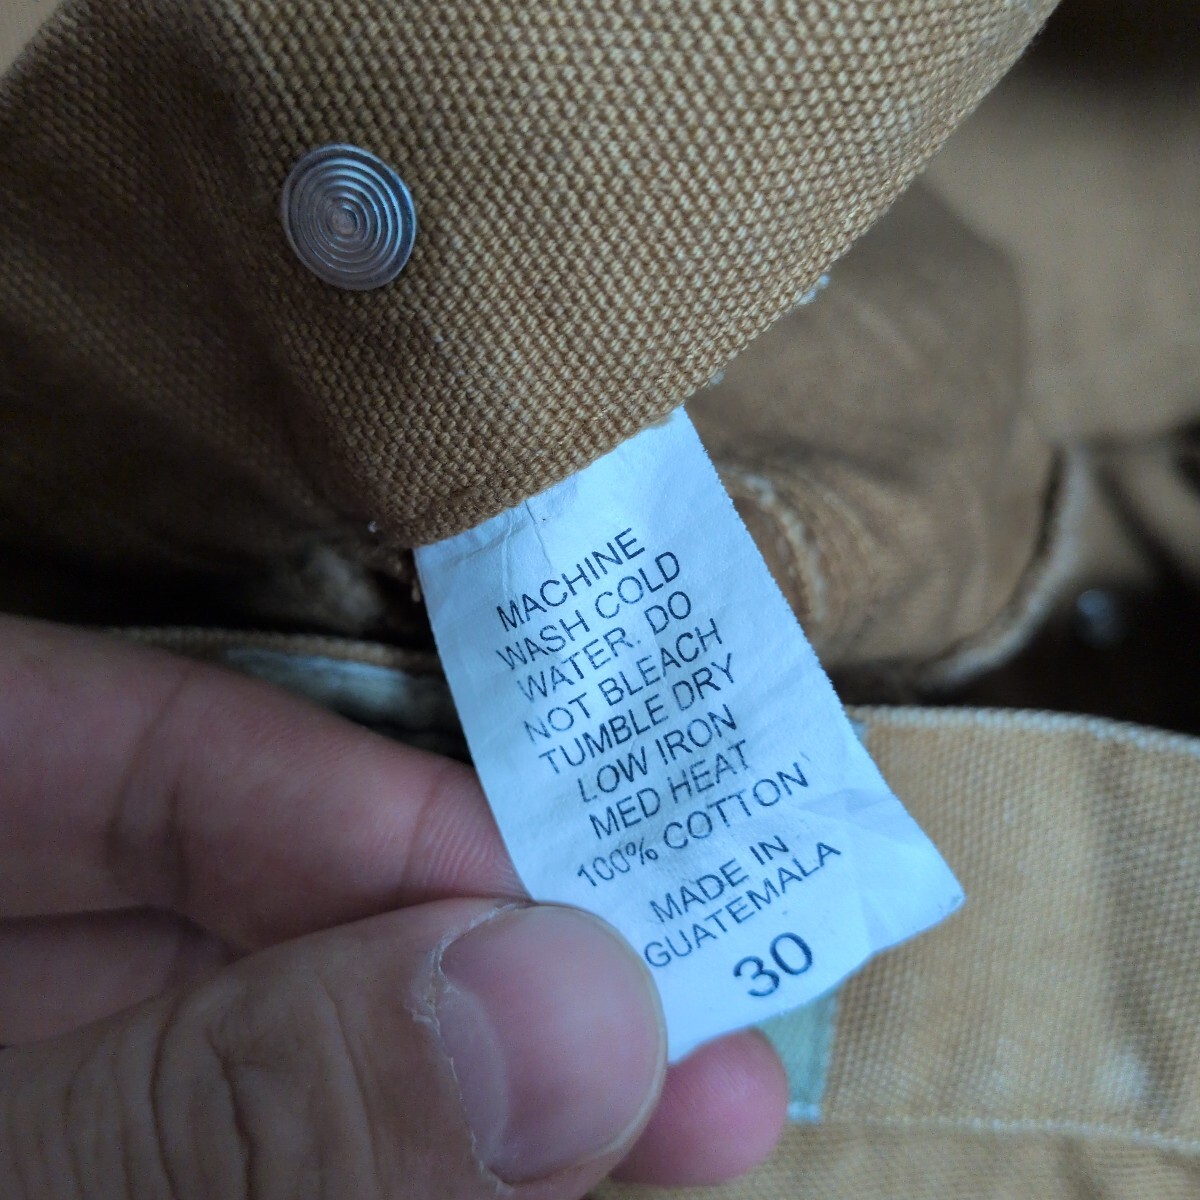 MACHINE
WASH COLD
WATER. DO
NOT BLEACH
TUMBLE DRY
LOW IRON
MED HEAT
100% COTTON
MADE IN
GUATEMALA
30